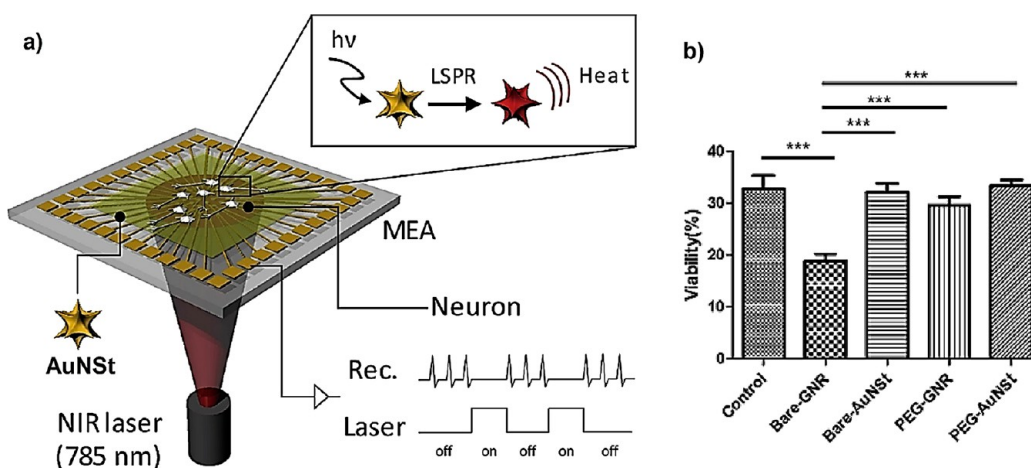 a)
hν
LSPR
Heat
MEA
Neuron
AuNSt
NIR laser
(785 nm)
Rec.
Laser
off on off on off
b)
***
***
***
***
Viability(%)
40
30
20
10
0
Control
Bare-GNR
Bare-AuNSt
PEG-GNR
PEG-AuNSt